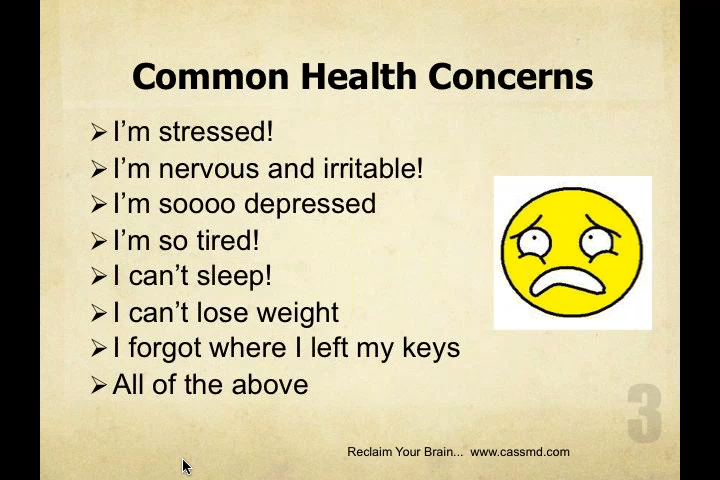 Common Health Concerns
I'm stressed!
I'm nervous and irritable!
I'm soooo depressed
I'm so tired!
I can't sleep!
I can't lose weight
I forgot where I left my keys
All of the above
3
Reclaim Your Brain... www.cassmd.com